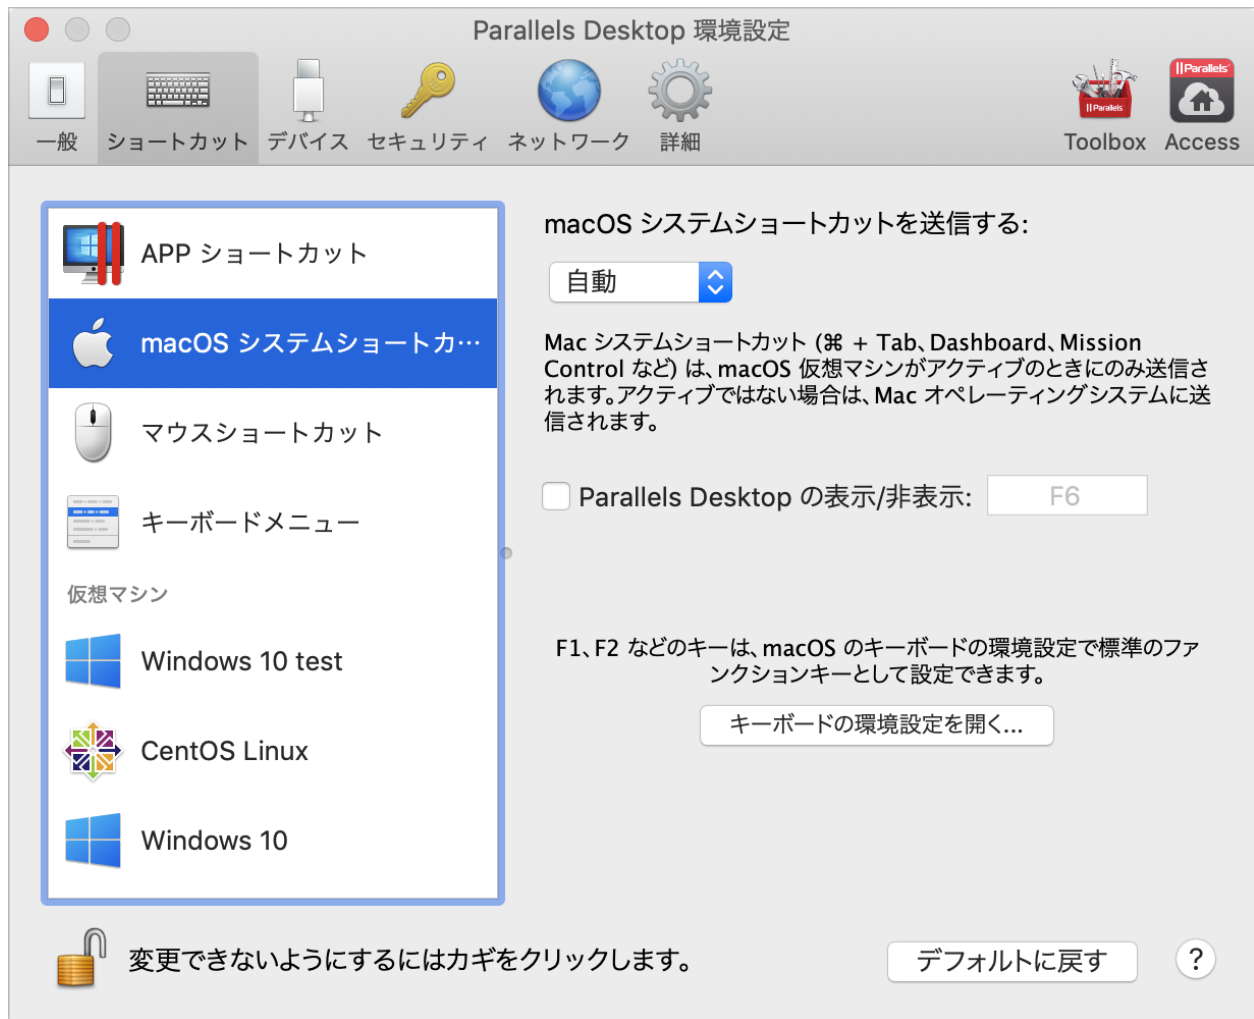 Parallels Desktop 環境設定
一般
ショートカット
デバイス
セキュリティ
ネットワーク
詳細
Parallels
Toolbox
Parallels
Access
APP ショートカット
macOS システムショートカ…
マウスショートカット
キーボードメニュー
仮想マシン
Windows 10 test
CentOS Linux
Windows 10
macOS システムショートカットを送信する:
自動
Mac システムショートカット (⌘ + Tab、Dashboard、Mission
Control など) は、macOS 仮想マシンがアクティブのときにのみ送信さ
れます。アクティブではない場合は、Mac オペレーティングシステムに送
信されます。
Parallels Desktop の表示/非表示:
F6
F1、F2 などのキーは、macOS のキーボードの環境設定で標準のファ
ンクションキーとして設定できます。
キーボードの環境設定を開く...
変更できないようにするにはカギをクリックします。
デフォルトに戻す
?